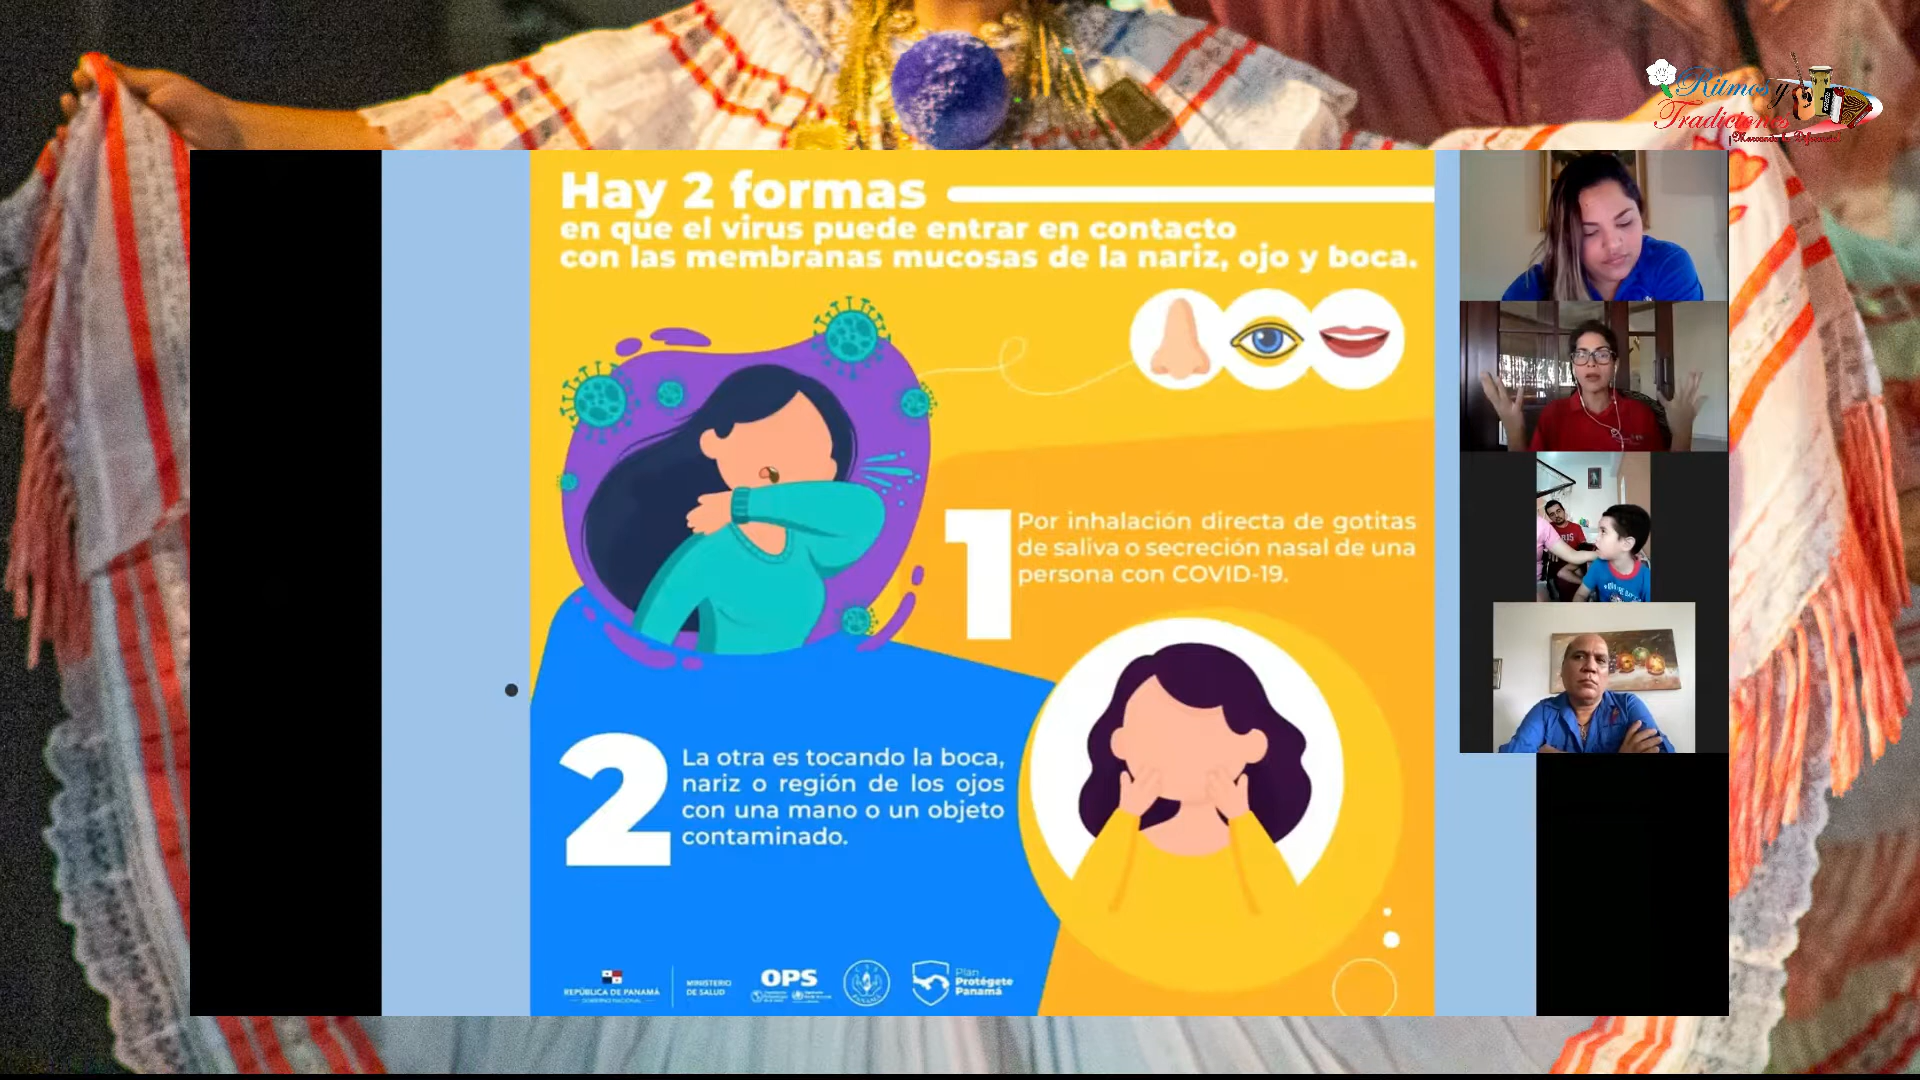 Ritmos y
Tradiciones
Hay 2 formas
en que el virus puede entrar en contacto
con las membranas mucosas de la nariz, ojo y boca.
1
Por inhalación directa de gotitas
de saliva o secreción nasal de una
persona con COVID-19.
2
La otra es tocando la boca,
nariz o región de los ojos
con una mano o un objeto
contaminado.
REPÚBLICA DE PANAMÁ
GOBIERNO NACIONAL
MINISTERIO
DE SALUD
OPS
Plan
Protégete
Panamá